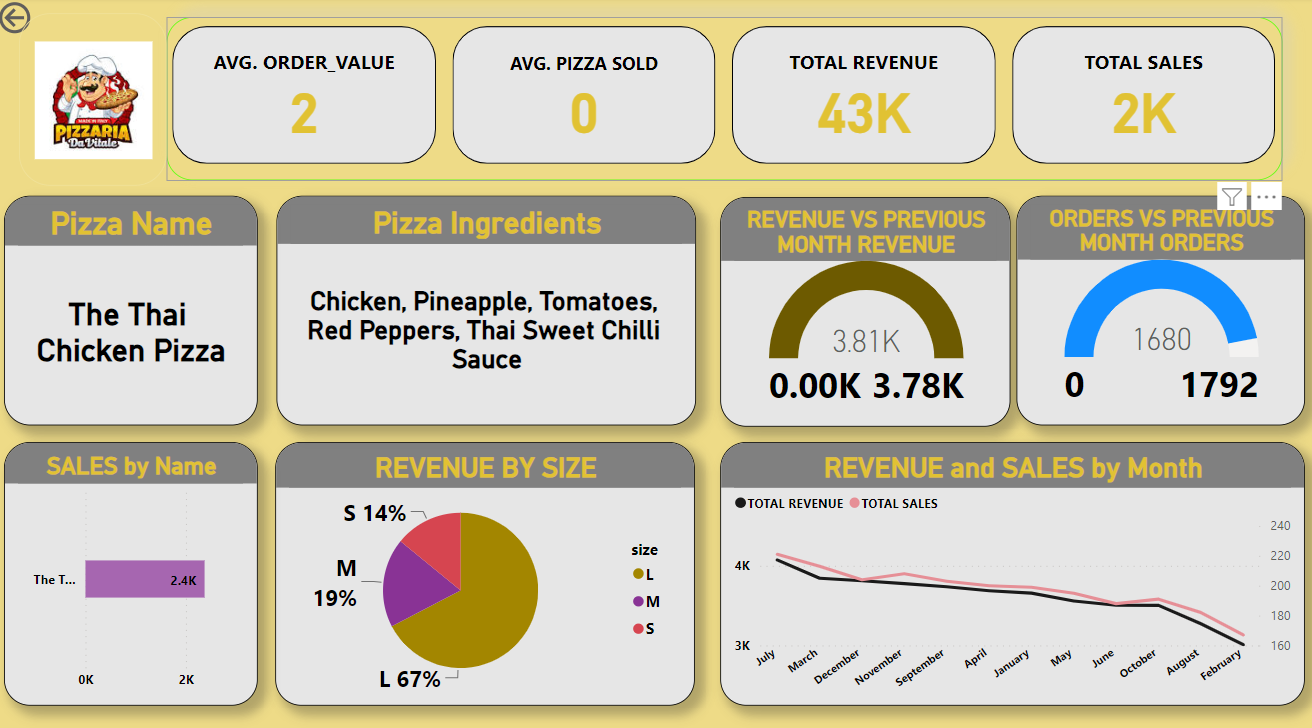 AVG. ORDER_VALUE
2
AVG. PIZZA SOLD
0
TOTAL REVENUE
43K
TOTAL SALES
2K
MADE IN ITALY
PIZZARIA
Da Vitale
Pizza Name
The Thai
Chicken Pizza
Pizza Ingredients
Chicken, Pineapple, Tomatoes,
Red Peppers, Thai Sweet Chilli
Sauce
REVENUE VS PREVIOUS
MONTH REVENUE
3.81K
0.00K 3.78K
ORDERS VS PREVIOUS
MONTH ORDERS
1680
0 1792
SALES by Name
The T...
2.4K
0K 2K
REVENUE BY SIZE
S 14%
M
19%
L 67%
size
L
M
S
REVENUE and SALES by Month
TOTAL REVENUE TOTAL SALES
4K
3K
240
220
200
180
160
July March December November September April January May June October August February